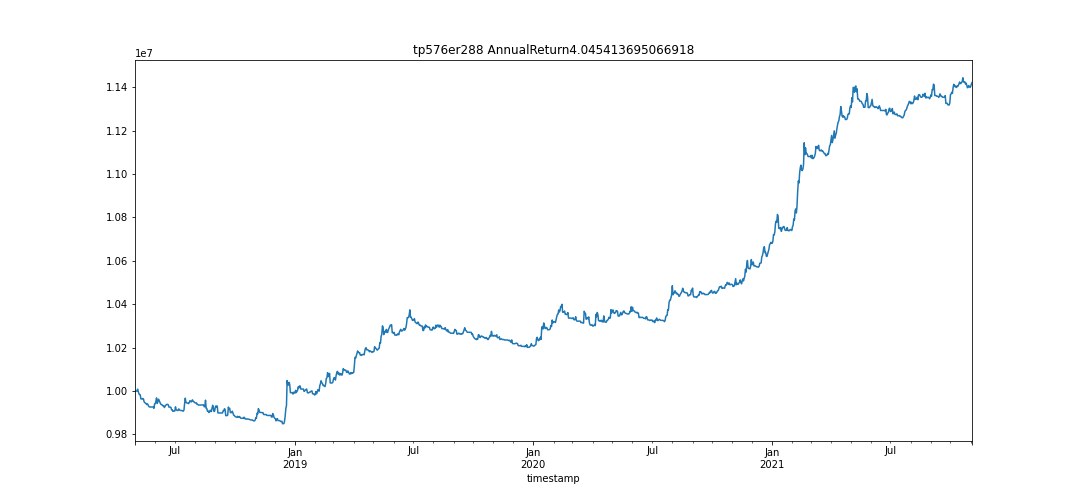 tp576er288 AnnualReturn4.045413695066918
1e7
1.14
1.12
1.10
1.08
1.06
1.04
1.02
1.00
0.98
Jul
Jan
2019
Jul
Jan
2020
Jul
Jan
2021
Jul
timestamp